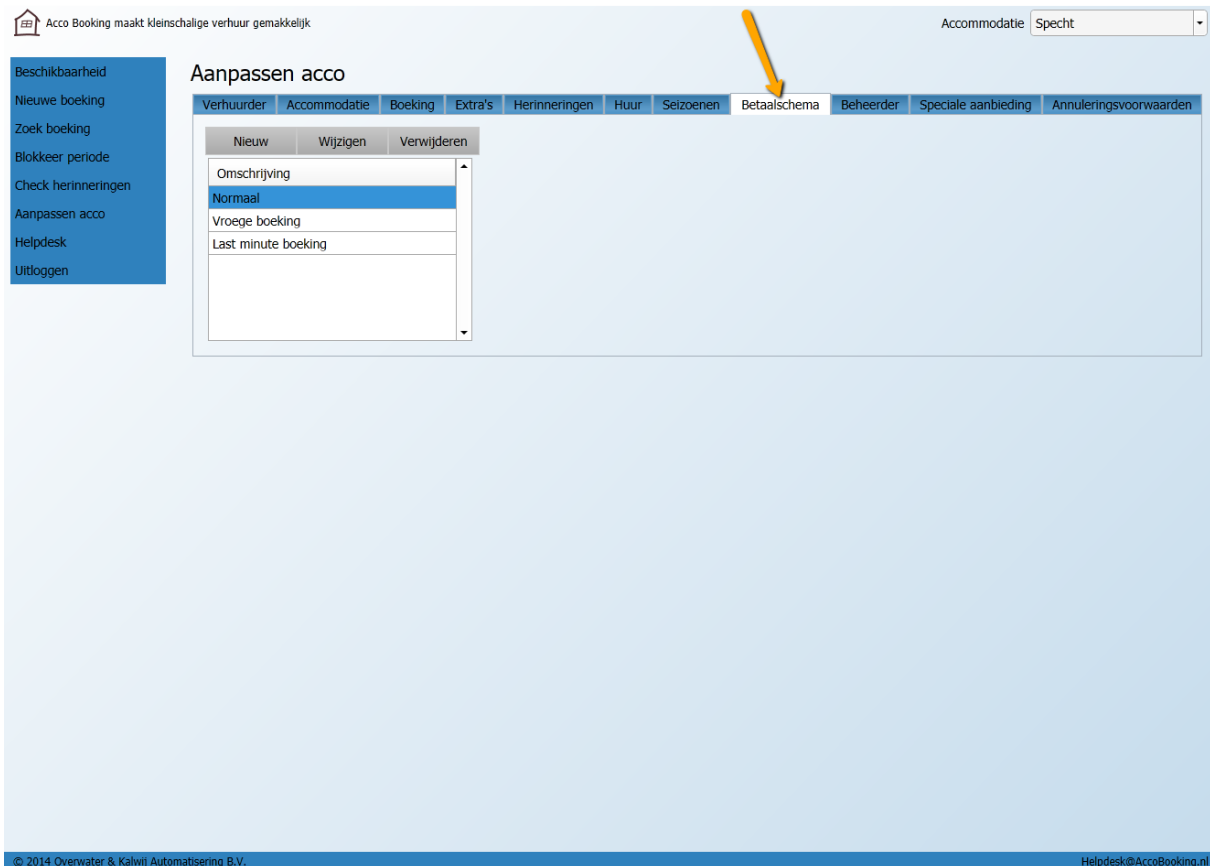 Acco Booking maakt kleinschalige verhuur gemakkelijk
Accommodatie Specht
Beschikbaarheid
Nieuwe boeking
Zoek boeking
Blokkeer periode
Check herinneringen
Aanpassen acco
Helpdesk
Uitloggen
Aanpassen acco
Verhuurder Accommodatie Boeking Extra's Herinneringen Huur Seizoenen Betaalschema Beheerder Speciale aanbieding Annuleringsvoorwaarden
Nieuw Wijzigen Verwijderen
Omschrijving
Normaal
Vroege boeking
Last minute boeking
© 2014 Overwater & Kalwij Automatisering B.V. Helpdesk@AccoBooking.nl